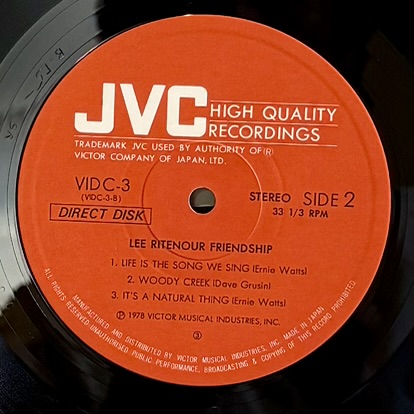 JVC HIGH QUALITY
RECORDINGS
TRADEMARK JVC USED BY AUTHORITY OF(R)
VICTOR COMPANY OF JAPAN, LTD.
VIDC-3
(VIDC-3-B)
DIRECT DISK
STEREO SIDE 2
33 1/3 RPM
LEE RITENOUR FRIENDSHIP
1. LIFE IS THE SONG WE SING (Ernie Watts)
2. WOODY CREEK (Dave Grusin)
3. IT'S A NATURAL THING (Ernie Watts)
Ⓟ 1978 VICTOR MUSICAL INDUSTRIES, INC.
③
MANUFACTURED AND DISTRIBUTED BY VICTOR MUSICAL INDUSTRIES, INC. MADE IN JAPAN
ALL RIGHTS RESERVED-UNAUTHORISED PUBLIC PERFORMANCE, BROADCASTING & COPYING OF THIS RECORD PROHIBITED